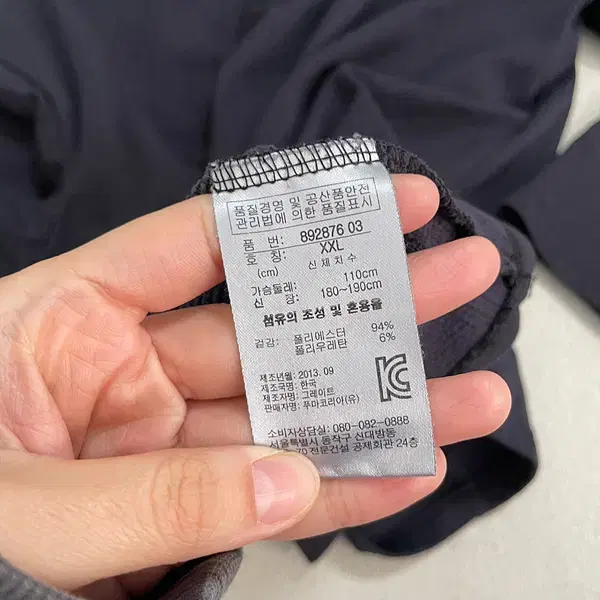 품질경영 및 공산품안전
관리법에 의한 품질표시
품 번: 892876 03
호 칭: XXL
(cm) 신체치수
가슴둘레: 110cm
신 장: 180~190cm
섬유의 조성 및 혼용율
겉감: 폴리에스터 94%
폴리우레탄 6%
제조년월: 2013. 09
제조국명: 한국
제조자명: 그레이트
판매자명: 푸마코리아(유)
소비자상담실: 080-082-0888
서울특별시 동작구 신대방동
70 전문건설 공제회관 24층